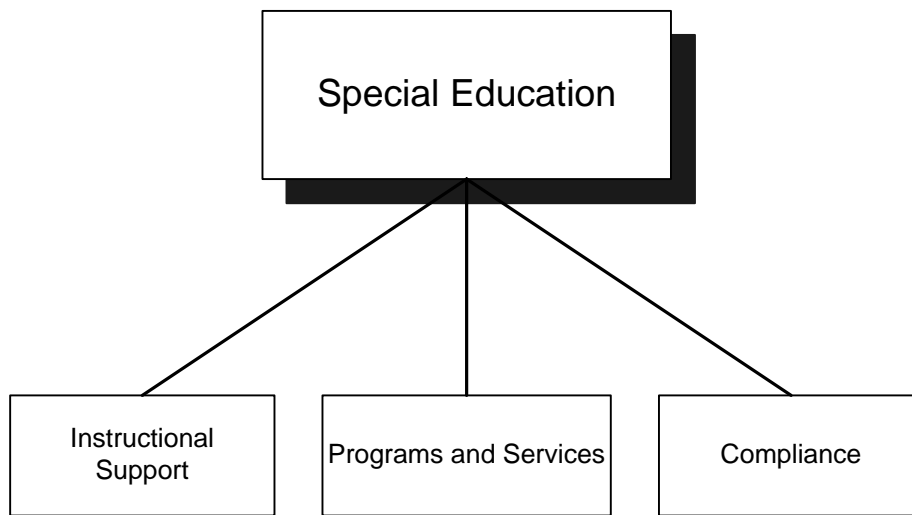 Special Education
Instructional
Support
Programs and Services
Compliance